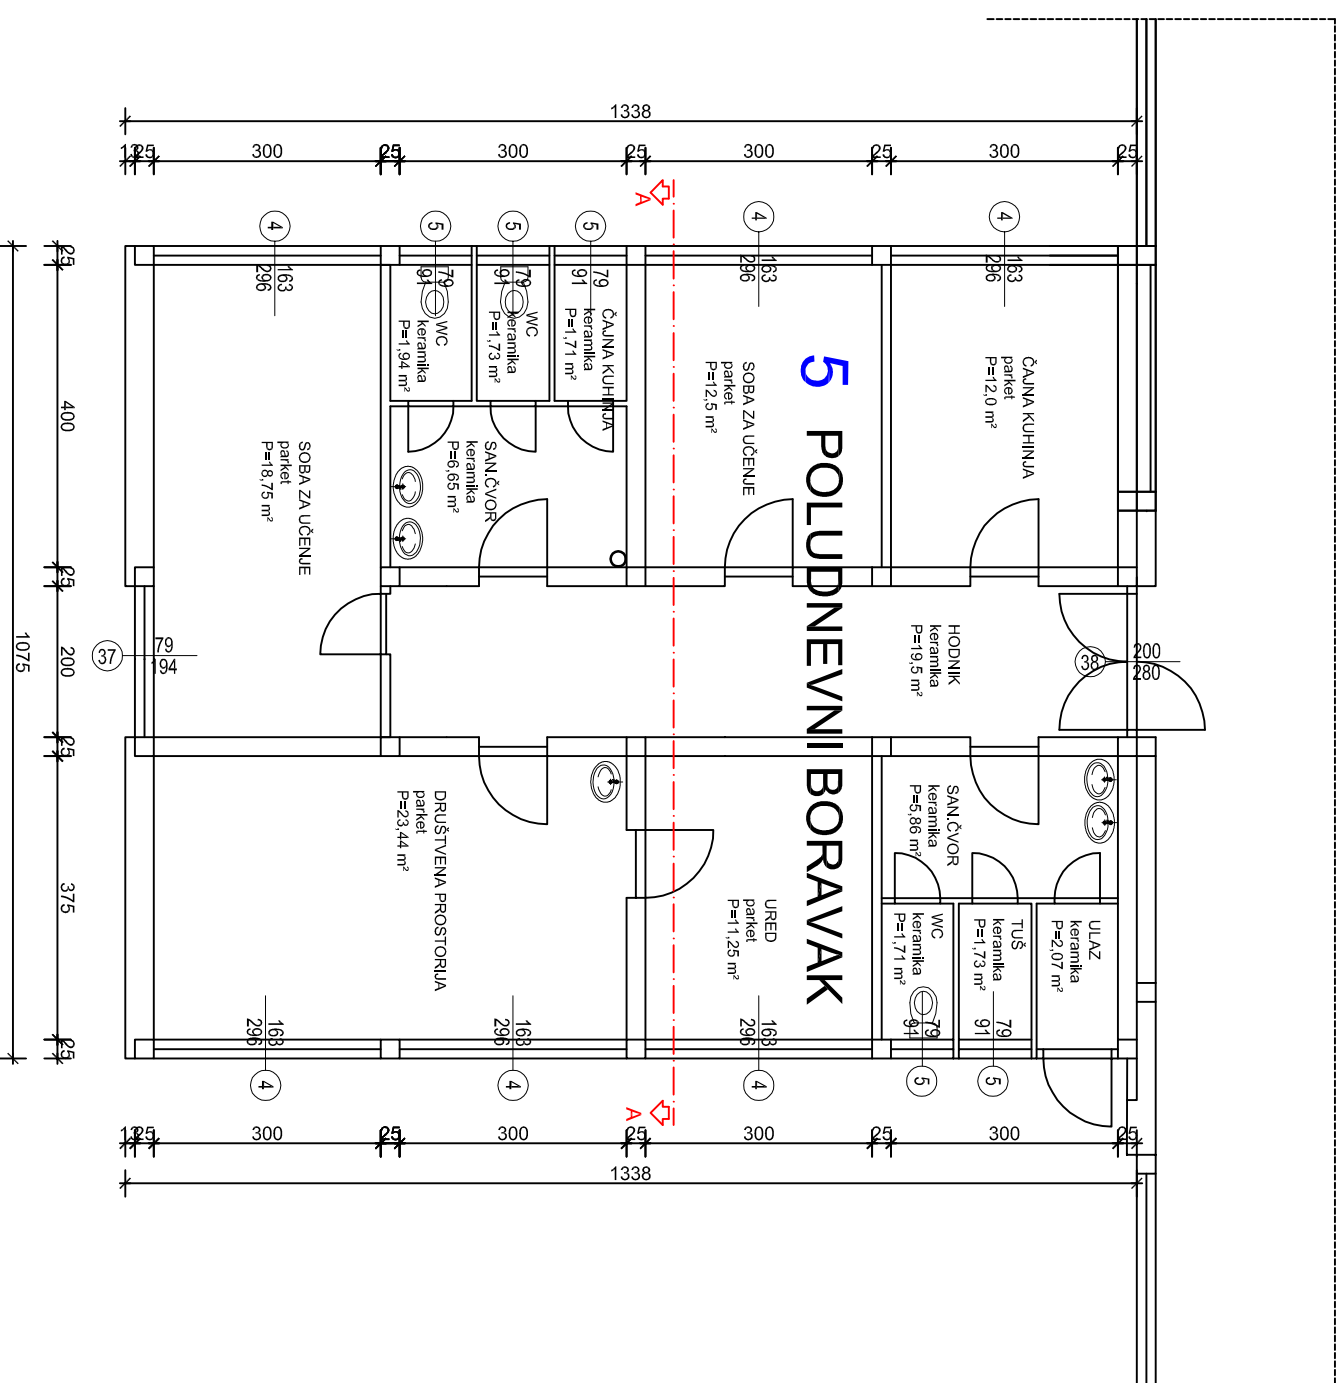 1338
13
25
300
25
25
300
25
300
25
300
25
A
4
5
5
5
4
4
163
296
79
91
79
91
79
91
163
296
163
296
WC
keramika
P=1,94 m²
WC
keramika
P=1,73 m²
ČAJNA KUHINJA
keramika
P=1,71 m²
SOBA ZA UČENJE
parket
P=12,5 m²
ČAJNA KUHINJA
parket
P=12,0 m²
5 POLUDNEVNI BORAVAK
SOBA ZA UČENJE
parket
P=18,75 m²
SAN.ČVOR
keramika
P=6,65 m²
HODNIK
keramika
P=19,5 m²
37
79
194
38
200
280
25
400
25
200
25
375
25
1075
DRUŠTVENA PROSTORIJA
parket
P=23,44 m²
URED
parket
P=11,25 m²
SAN.ČVOR
keramika
P=5,86 m²
WC
keramika
P=1,71 m²
TUŠ
keramika
P=1,73 m²
ULAZ
keramika
P=2,07 m²
163
296
163
296
163
296
79
91
79
91
4
4
4
5
5
A
13
25
300
25
25
300
25
300
25
300
25
1338